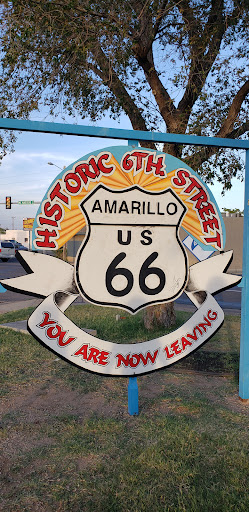 HISTORIC 6TH. STREET
AMARILLO
US
66
YOU ARE NOW LEAVING